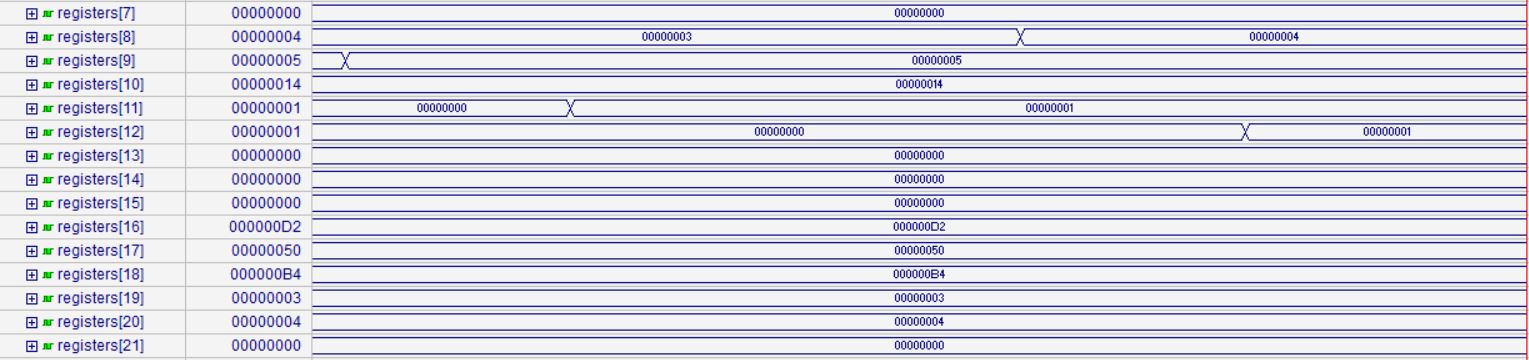 registers[7] 00000000 00000000
registers[8] 00000004 00000003 00000004
registers[9] 00000005 00000005
registers[10] 00000014 00000014
registers[11] 00000001 00000000 00000001
registers[12] 00000001 00000000 00000001
registers[13] 00000000 00000000
registers[14] 00000000 00000000
registers[15] 00000000 00000000
registers[16] 000000D2 000000D2
registers[17] 00000050 00000050
registers[18] 000000B4 000000B4
registers[19] 00000003 00000003
registers[20] 00000004 00000004
registers[21] 00000000 00000000